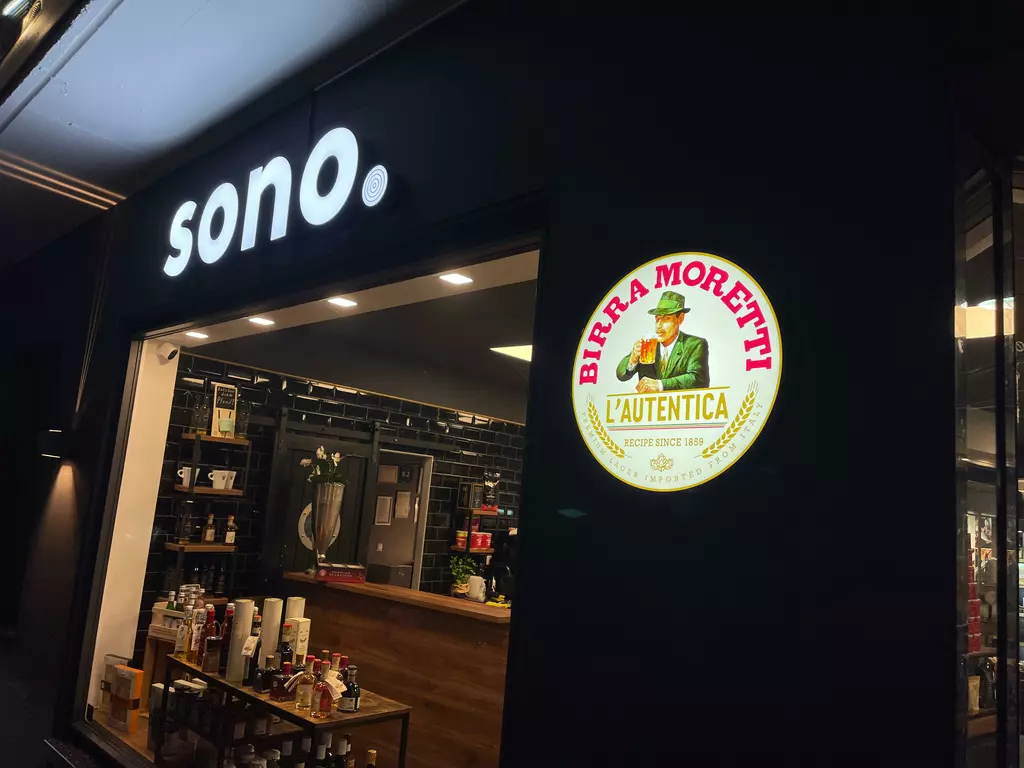 sono.
BIRRA MORETTI
L'AUTENTICA
RECIPE SINCE 1859
PREMIUM LAGER IMPORTED FROM ITALY